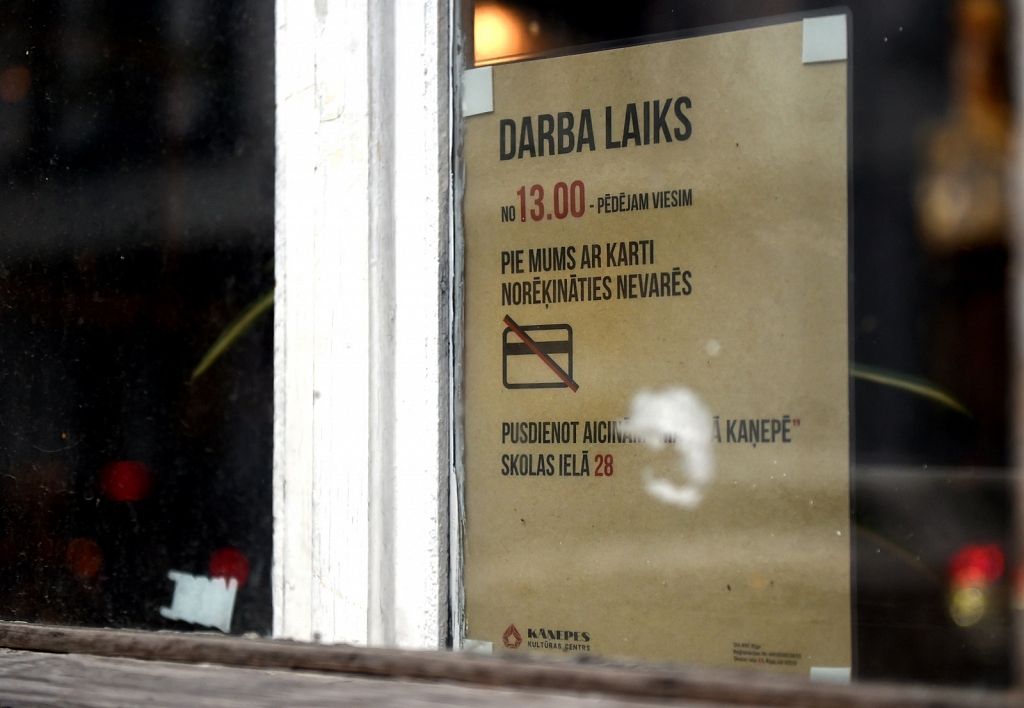 DARBA LAIKS
NO 13.00 - PĒDĒJAM VIESIM
PIE MUMS AR KARTI
NORĒĶINĀTIES NEVARĒS
PUSDIENOT KAŅEPĒ"
SKOLAS IELĀ 28
KAŅEPES
KULTŪRAS CENTRS